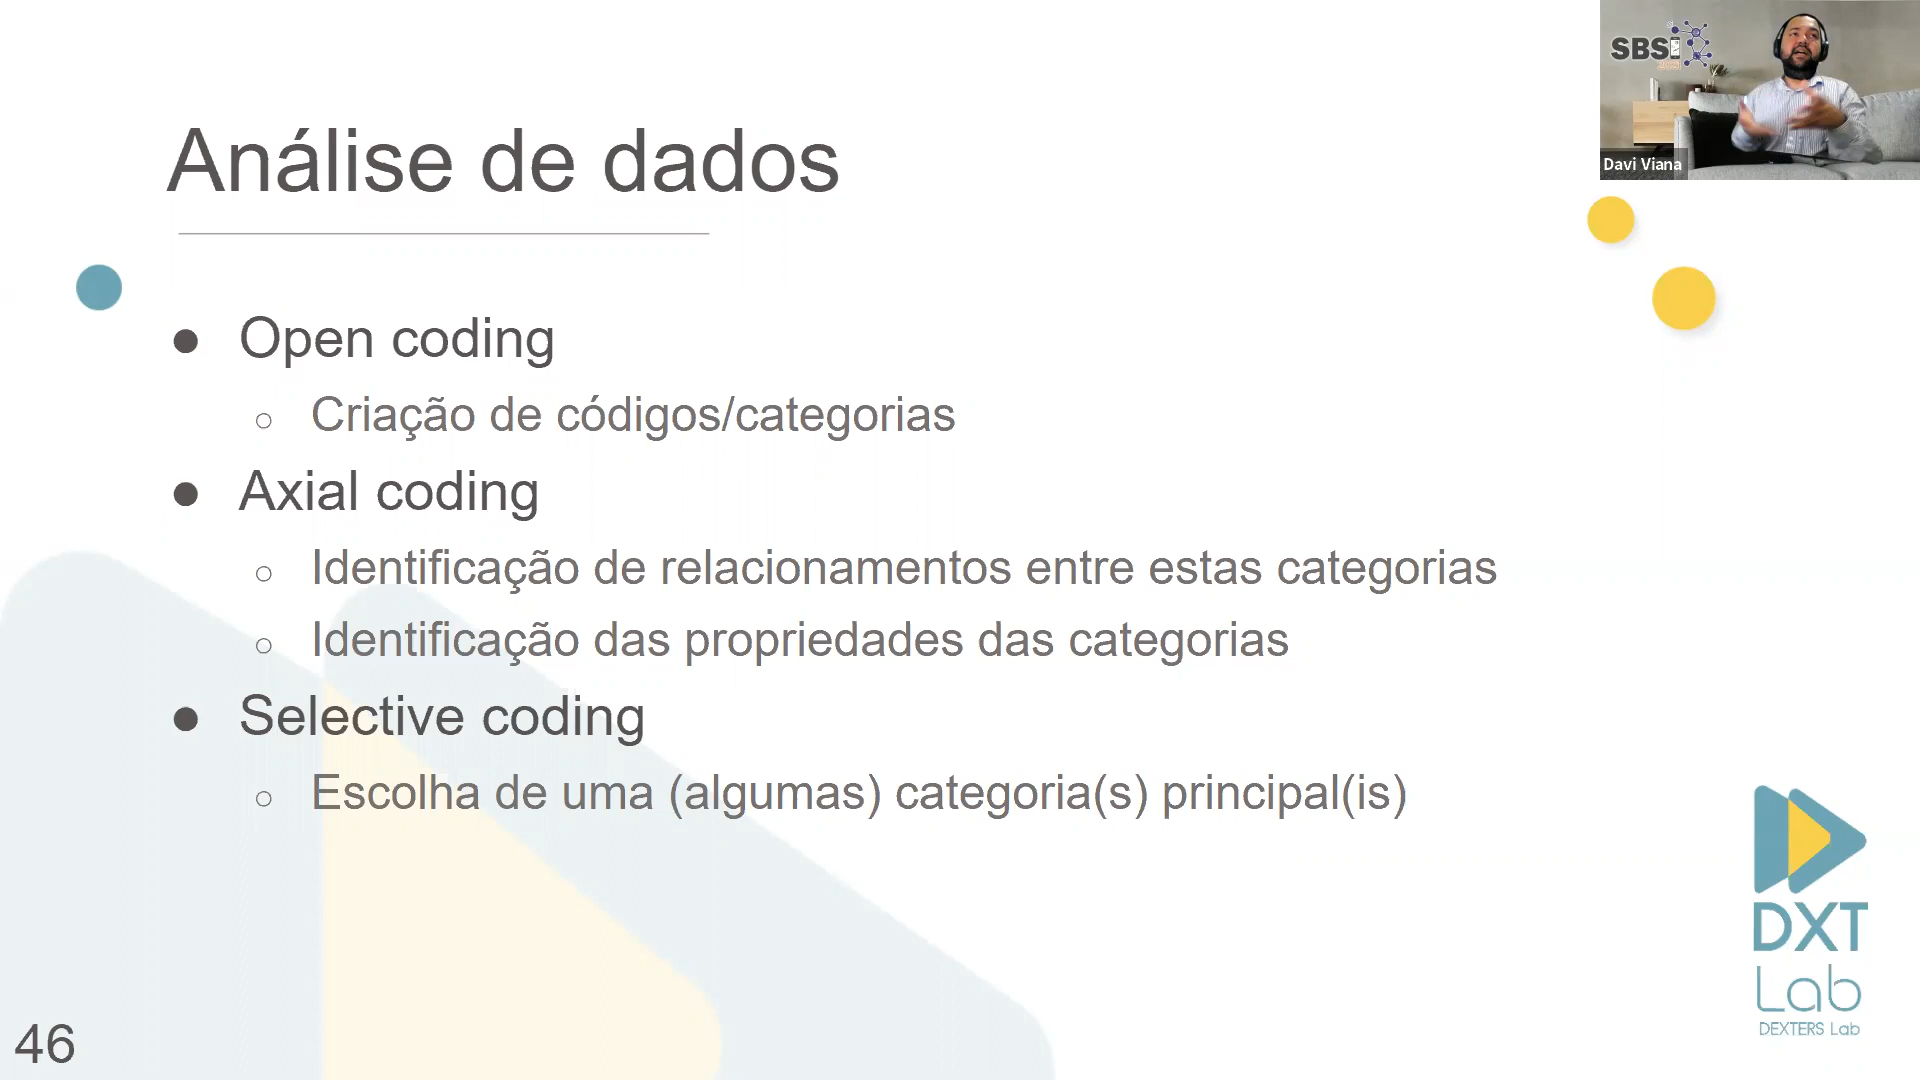 SBSI
Davi Viana
Análise de dados
● Open coding
○ Criação de códigos/categorias
● Axial coding
○ Identificação de relacionamentos entre estas categorias
○ Identificação das propriedades das categorias
● Selective coding
○ Escolha de uma (algumas) categoria(s) principal(is)
DXT
Lab
DEXTERS Lab
46